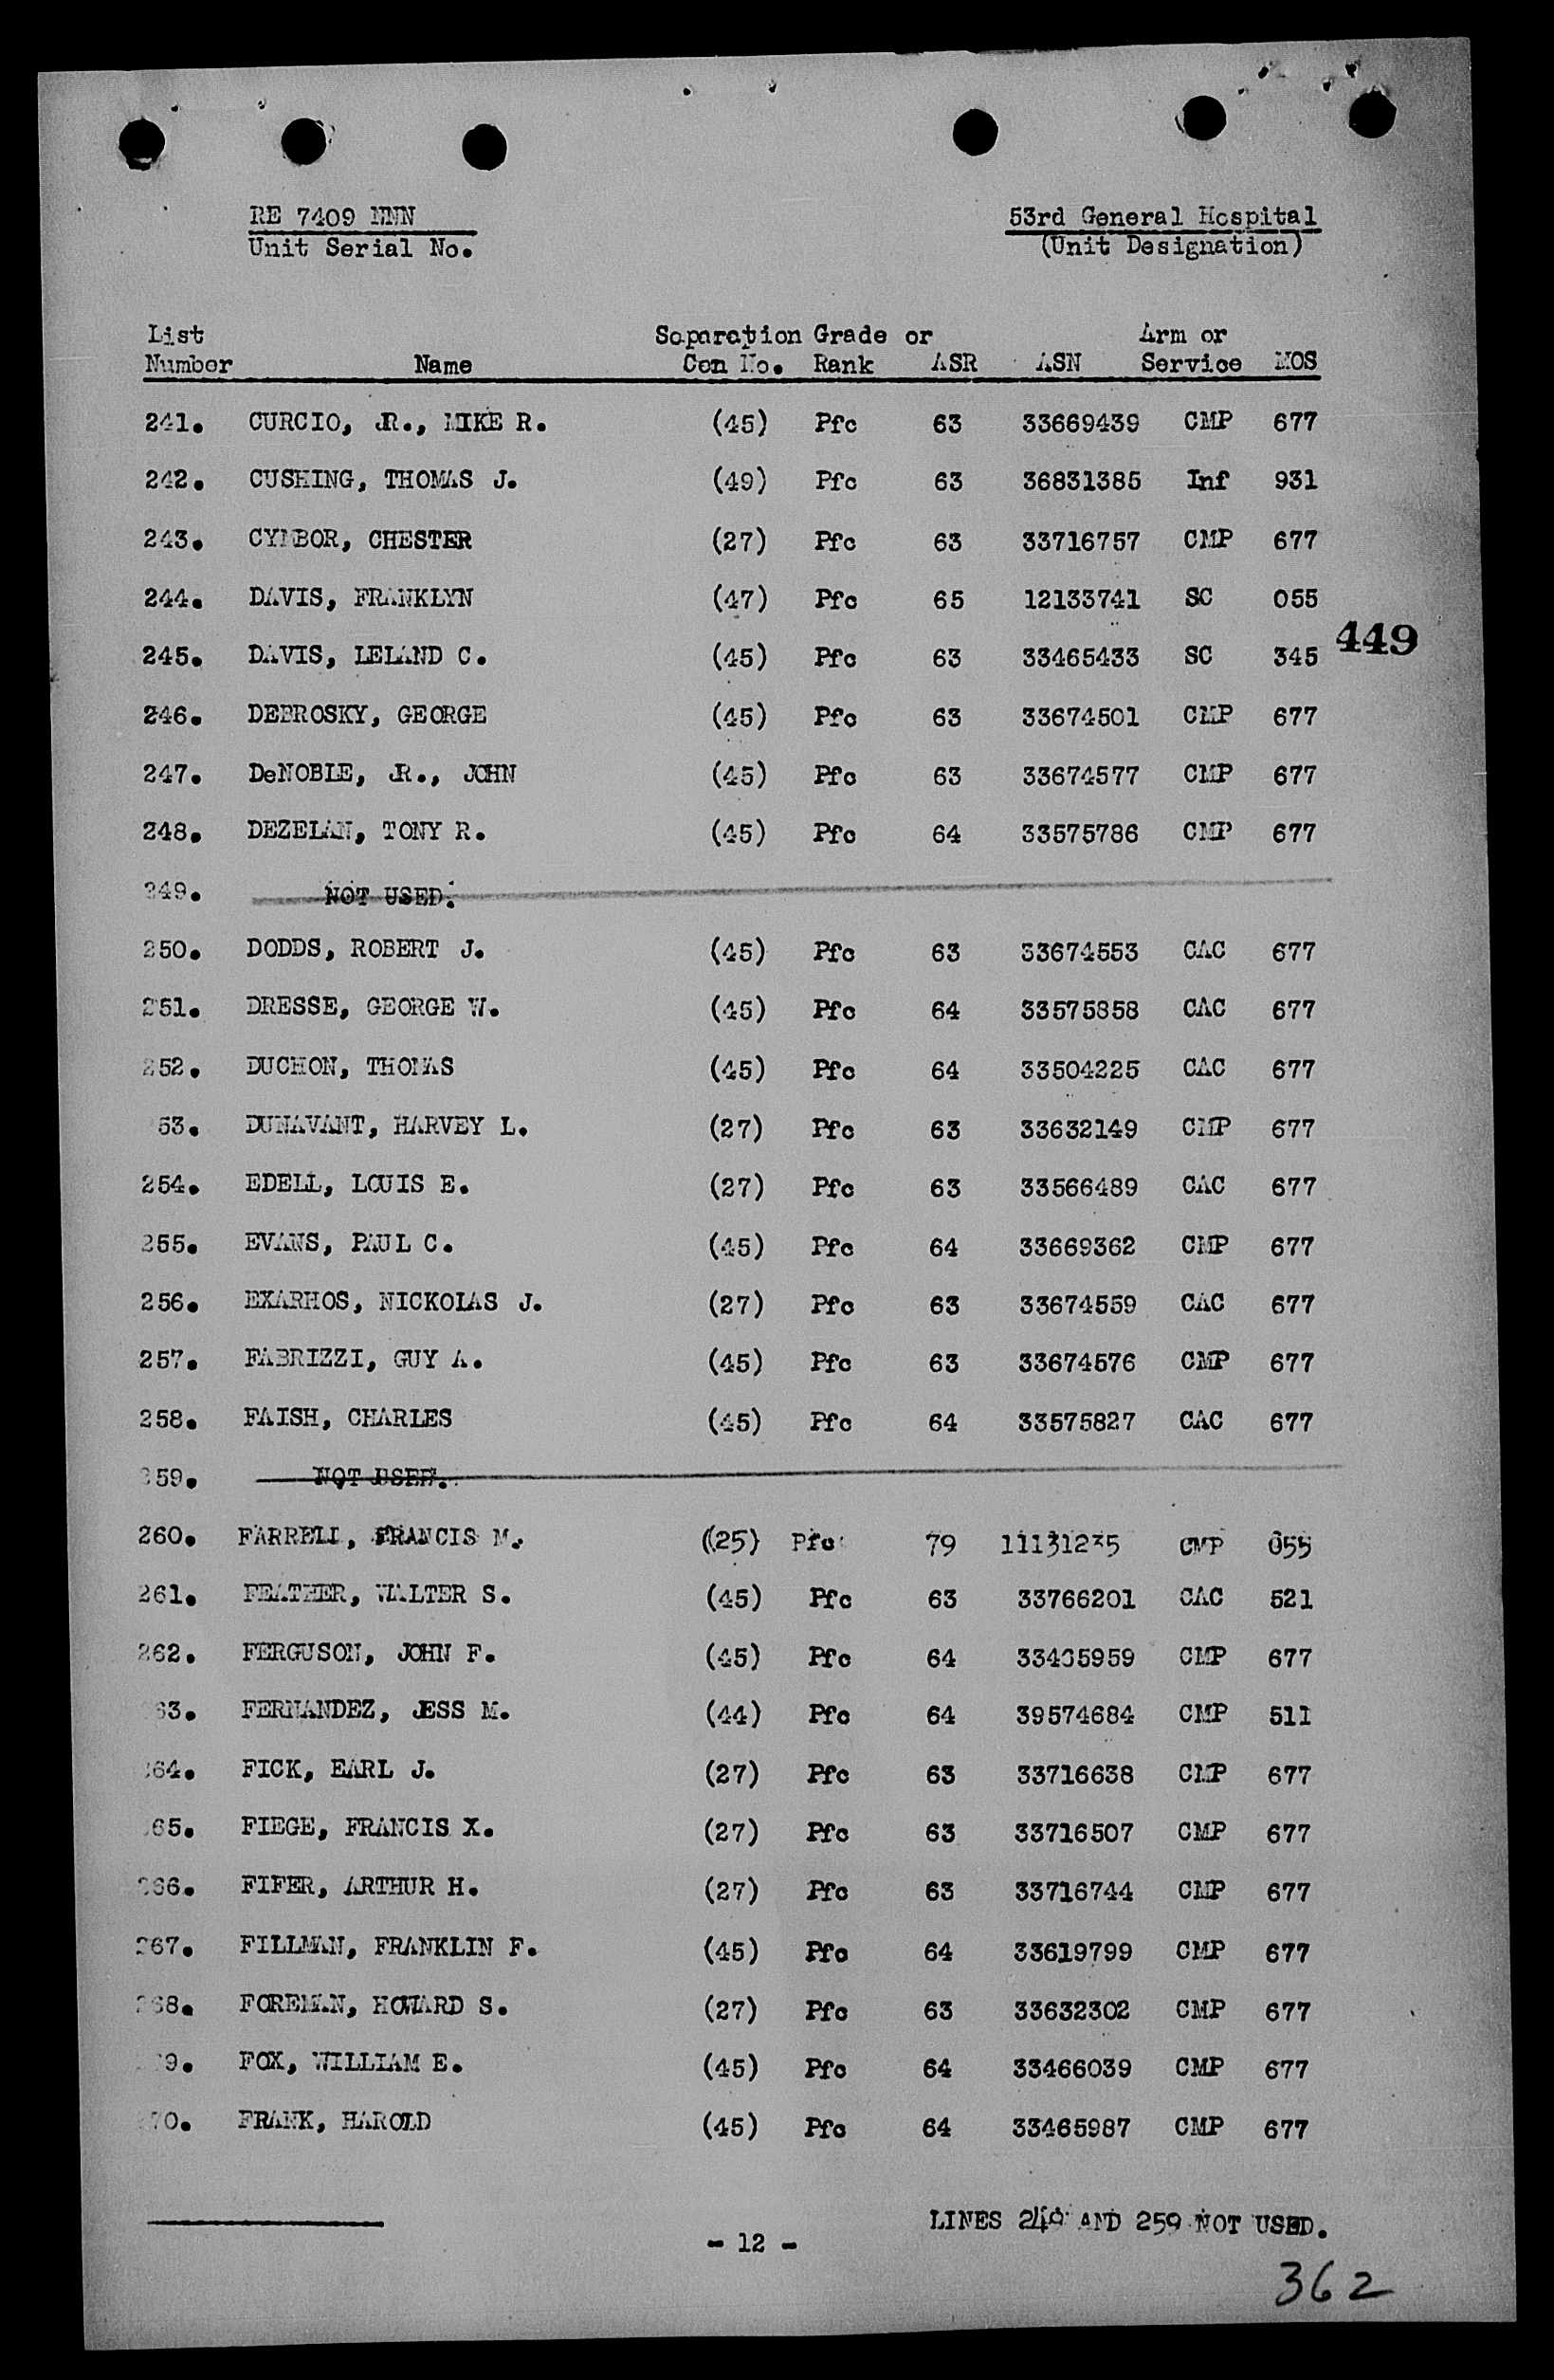 RE 7409 NNN
Unit Serial No.
53rd General Hospital
(Unit Designation)
List Separation Grade or Arm or
Number Name Cen No. Rank ASR ASN Service MOS
241. CURCIO, JR., MIKE R. (45) Pfc 63 33669439 CMP 677
242. CUSHING, THOMAS J. (49) Pfc 63 36831385 Inf 931
243. CYMBOR, CHESTER (27) Pfc 63 33716757 CMP 677
244. DAVIS, FRANKLYN (47) Pfc 65 12133741 SC 055
449
245. DAVIS, LELAND C. (45) Pfc 63 33465433 SC 345
246. DEBROSKY, GEORGE (45) Pfc 63 33674501 CMP 677
247. DeNOBLE, JR., JOHN (45) Pfc 63 33674577 CMP 677
248. DEZELAN, TONY R. (45) Pfc 64 33575786 CMP 677
249. NOT USED.
250. DODDS, ROBERT J. (45) Pfc 63 33674553 CAC 677
251. DRESSE, GEORGE W. (45) Pfc 64 33575858 CAC 677
252. DUCHON, THOMAS (45) Pfc 64 33504225 CAC 677
53. DUNAVANT, HARVEY L. (27) Pfc 63 33632149 CMP 677
254. EDELL, LOUIS E. (27) Pfc 63 33566489 CAC 677
255. EVANS, PAUL C. (45) Pfc 64 33669362 CMP 677
256. EXARHOS, NICKOLAS J. (27) Pfc 63 33674559 CAC 677
257. FABRIZZI, GUY A. (45) Pfc 63 33674576 CMP 677
258. FAISH, CHARLES (45) Pfc 64 33575827 CAC 677
259. NOT USED.
260. FARRELL, FRANCIS M. (25) Pfc 79 CMP 055
261. FEATHER, WALTER S. (45) Pfc 63 33766201 CAC 521
262. FERGUSON, JOHN F. (45) Pfc 64 CMP 677
63. FERNANDEZ, JESS M. (44) Pfc 64 39574684 CMP 511
264. FICK, EARL J. (27) Pfc 63 33716638 CMP 677
65. FIEGE, FRANCIS X. (27) Pfc 63 33716507 CMP 677
266. FIFER, ARTHUR H. (27) Pfc 63 33716744 CMP 677
267. FILLMAN, FRANKLIN F. (45) Pfc 64 33619799 CMP 677
268. FOREMAN, HOWARD S. (27) Pfc 63 33632302 CMP 677
9. FOX, WILLIAM E. (45) Pfc 64 33466039 CMP 677
70. FRANK, HAROLD (45) Pfc 64 33465987 CMP 677
LINES 249 AND 259 NOT USED.
- 12 -
362